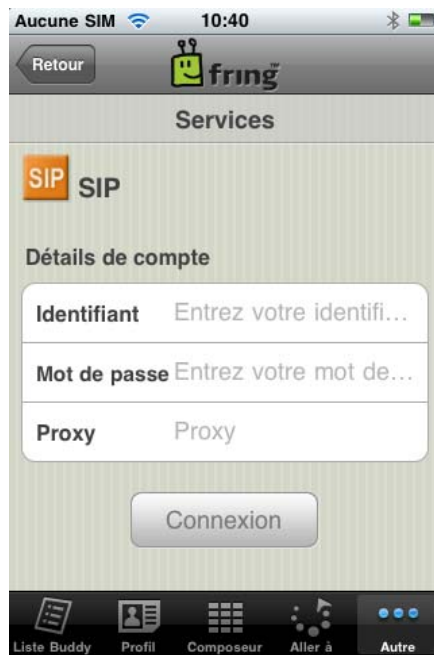 Aucune SIM 10:40
Retour fring™
Services
SIP SIP
Détails de compte
Identifiant Entrez votre identifi...
Mot de passe Entrez votre mot de...
Proxy Proxy
Connexion
Liste Buddy Profil Composeur Aller à Autre